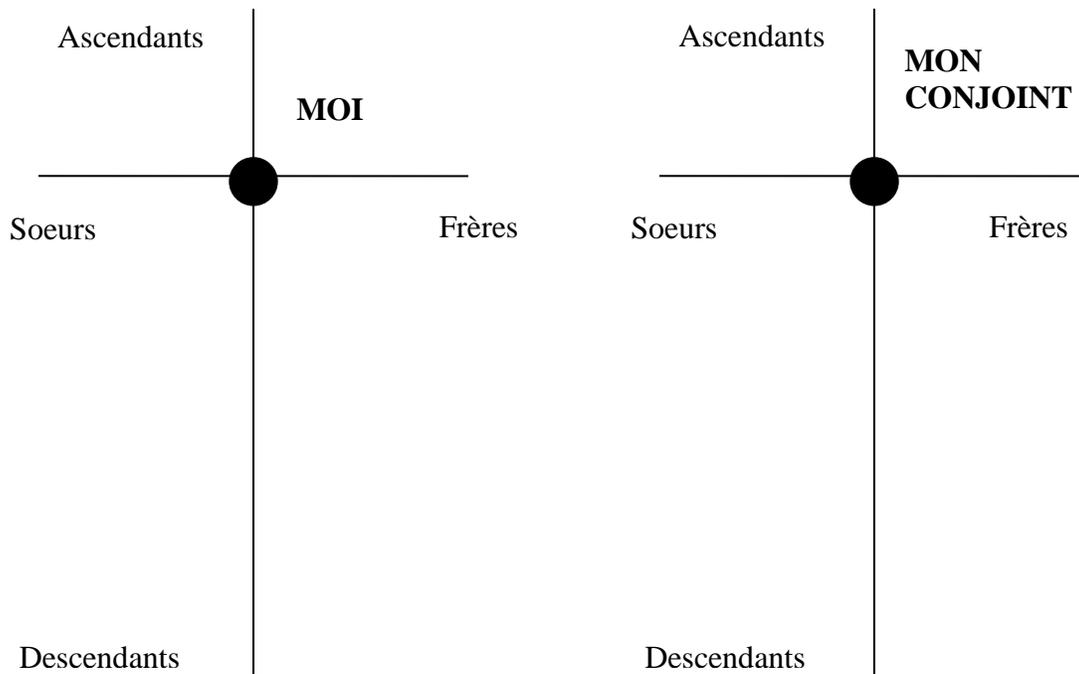 Ascendants
MOI
Soeurs
Frères
Descendants
Ascendants
MON
CONJOINT
Soeurs
Frères
Descendants